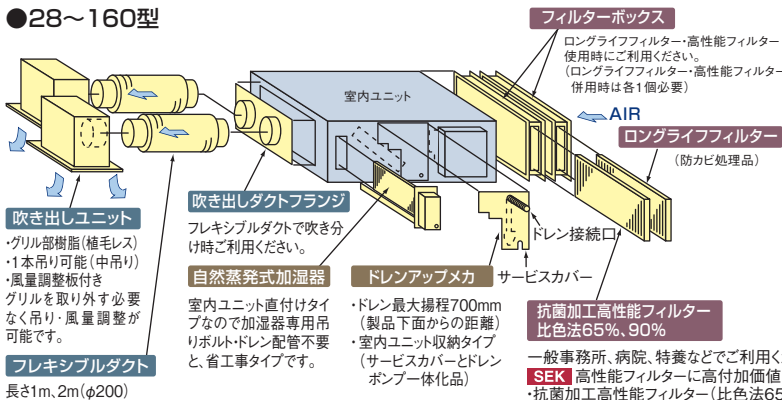 ●28〜160型
フィルターボックス
ロングライフフィルター・高性能フィルター
使用時にご利用ください。
(ロングライフフィルター・高性能フィルター
併用時は各1個必要)
室内ユニット
AIR
ロングライフフィルター
(防カビ処理品)
吹き出しユニット
・グリル部樹脂(植毛レス)
・1本吊り可能(中吊り)
・風量調整板付き
グリルを取り外す必要
なく吊り・風量調整が
可能です。
フレキシブルダクト
長さ1m、2m(φ200)
吹き出しダクトフランジ
フレキシブルダクトで吹き分
け時ご利用ください。
自然蒸発式加湿器
室内ユニット直付けタイ
プなので加湿器専用吊
りボルト・ドレン配管不要
と、省工事タイプです。
ドレン接続口
サービスカバー
ドレンアップメカ
・ドレン最大揚程700mm
(製品下面からの距離)
・室内ユニット収納タイプ
(サービスカバーとドレン
ポンプ一体化品)
抗菌加工高性能フィルター
比色法65%、90%
一般事務所、病院、特養などでご利用く
SEK 高性能フィルターに高付加価値
・抗菌加工高性能フィルター(比色法65